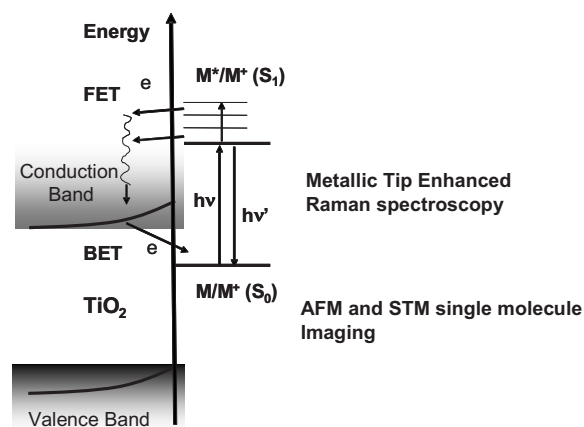 Energy
e
M*/M⁺ (S₁)
FET
Conduction
Band
hν
hν'
Metallic Tip Enhanced
Raman spectroscopy
BET
e
M/M⁺ (S₀)
TiO₂
AFM and STM single molecule
Imaging
Valence Band